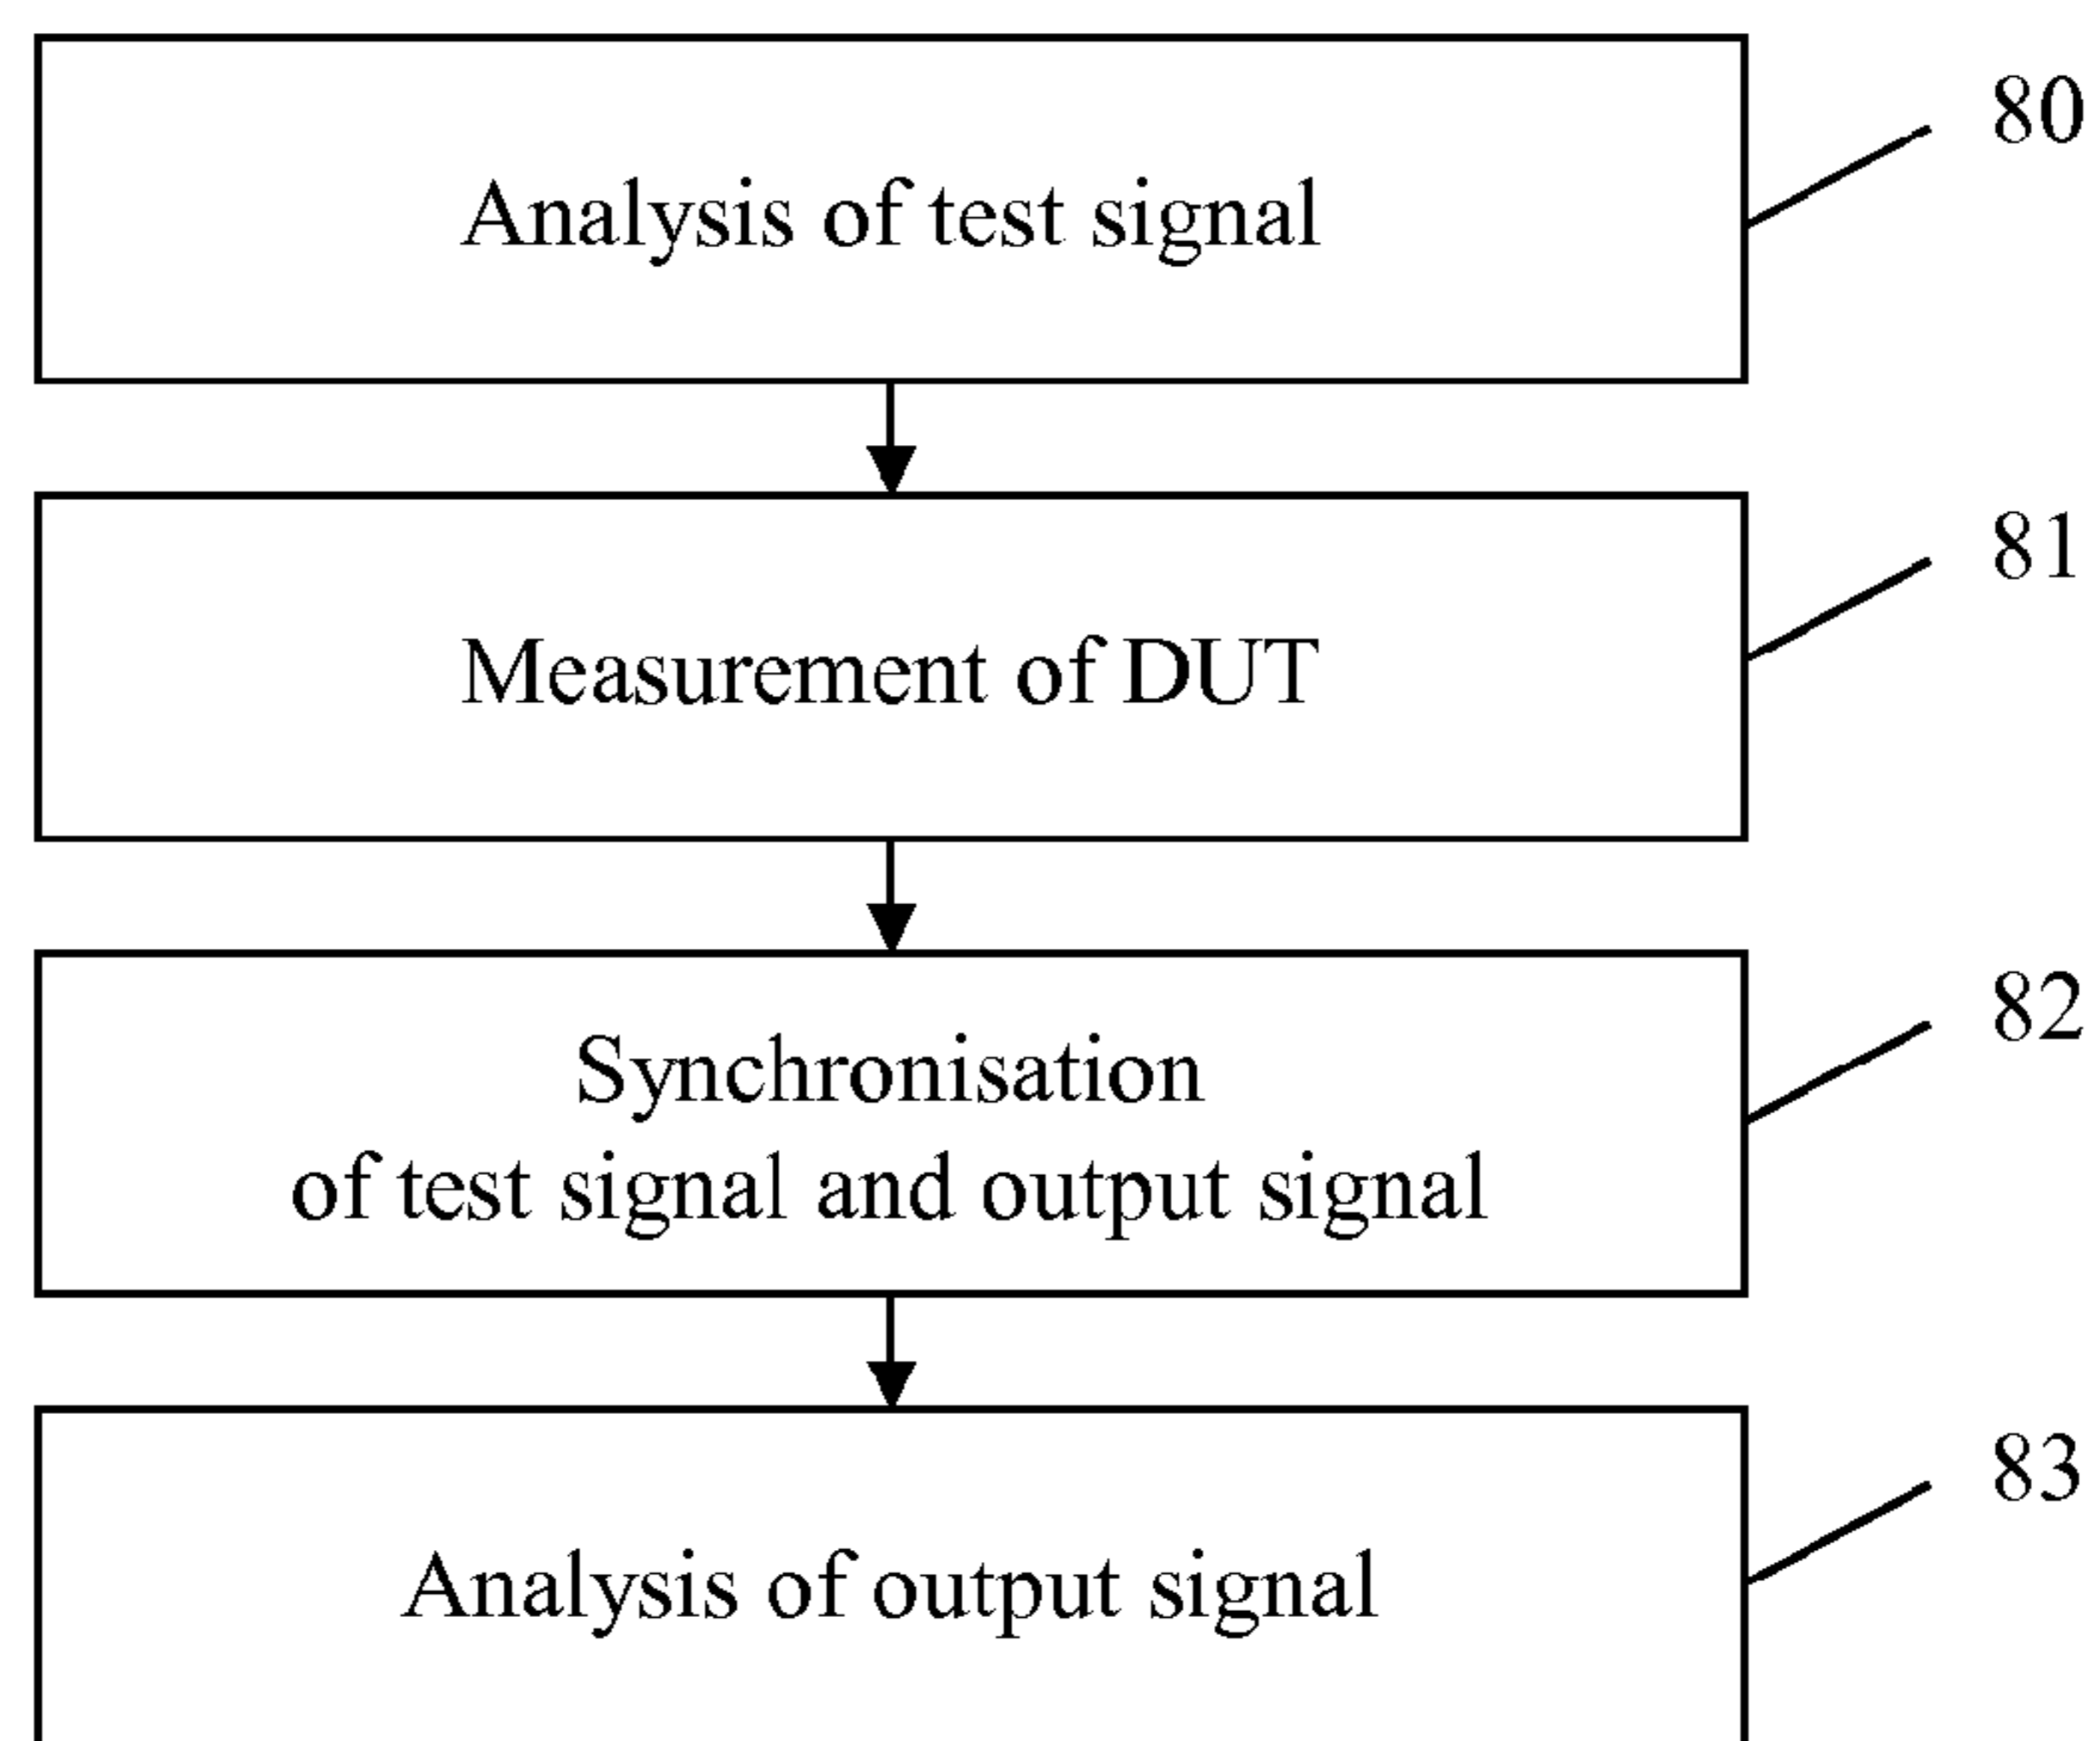 Analysis of test signal
80
Measurement of DUT
81
Synchronisation
of test signal and output signal
82
Analysis of output signal
83